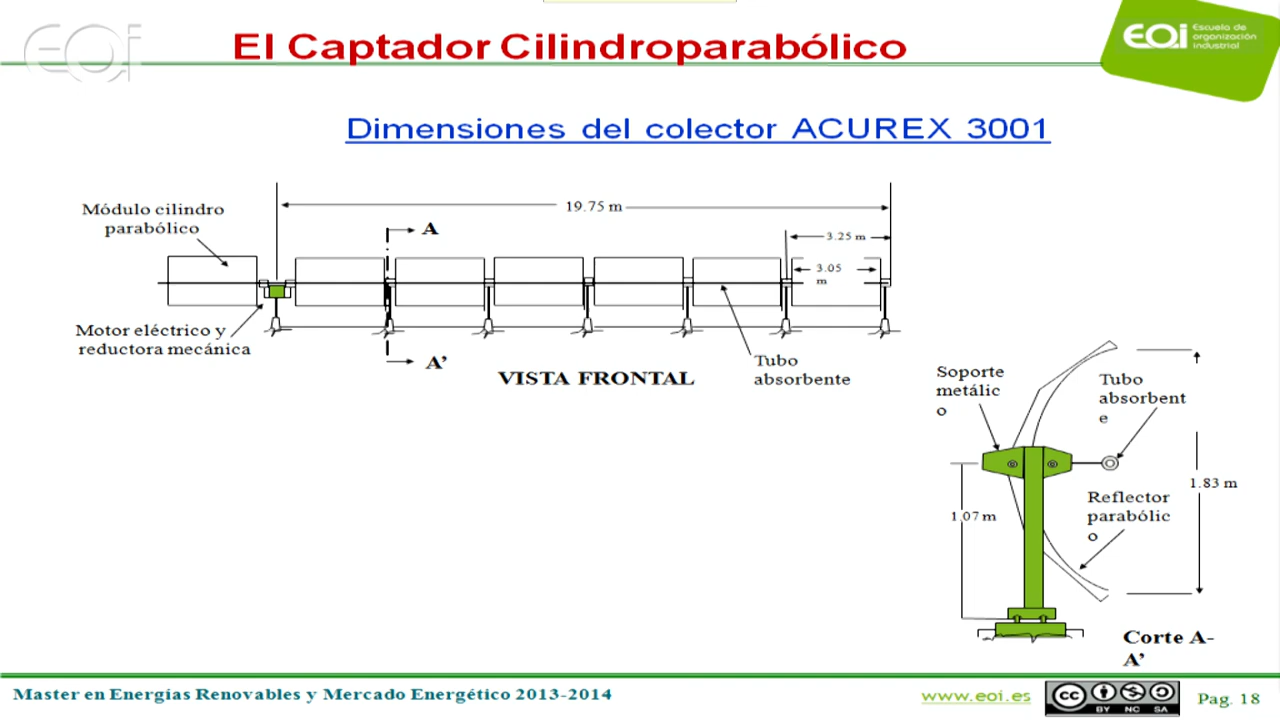 EOi
El Captador Cilindroparabólico
EOi Escuela de
organización
industrial
Dimensiones del colector ACUREX 3001
Módulo cilindro
parabólico
19.75 m
A
3.25 m
3.05
m
Motor eléctrico y
reductora mecánica
A’
VISTA FRONTAL
Tubo
absorbente
Soporte
metálic
o
Tubo
absorbent
e
1.83 m
Reflector
parabólic
o
1.07 m
Corte A-
A’
Master en Energías Renovables y Mercado Energético 2013-2014
www.eoi.es
cc
BY NC SA
Pag. 18